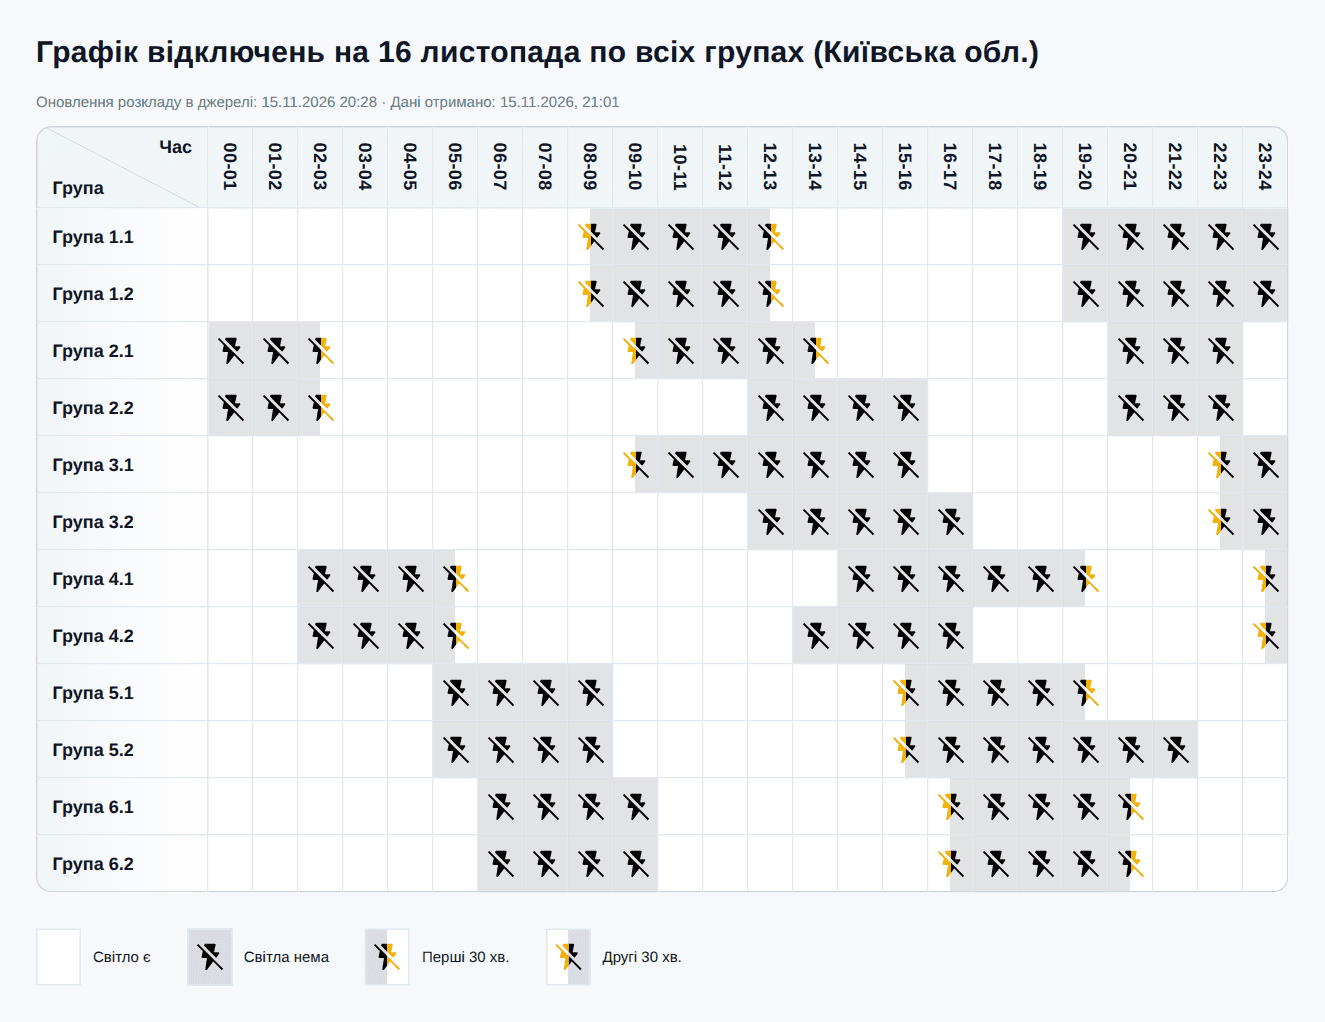 Графік відключень на 16 листопада по всіх групах (Київська обл.)
Оновлення розкладу в джерелі: 15.11.2026 20:28 · Дані отримано: 15.11.2026, 21:01
Час
Група
00-01 01-02 02-03 03-04 04-05 05-06 06-07 07-08 08-09 09-10 10-11 11-12 12-13 13-14 14-15 15-16 16-17 17-18 18-19 19-20 20-21 21-22 22-23 23-24
Група 1.1
Група 1.2
Група 2.1
Група 2.2
Група 3.1
Група 3.2
Група 4.1
Група 4.2
Група 5.1
Група 5.2
Група 6.1
Група 6.2
Світло є
Світла нема
Перші 30 хв.
Другі 30 хв.